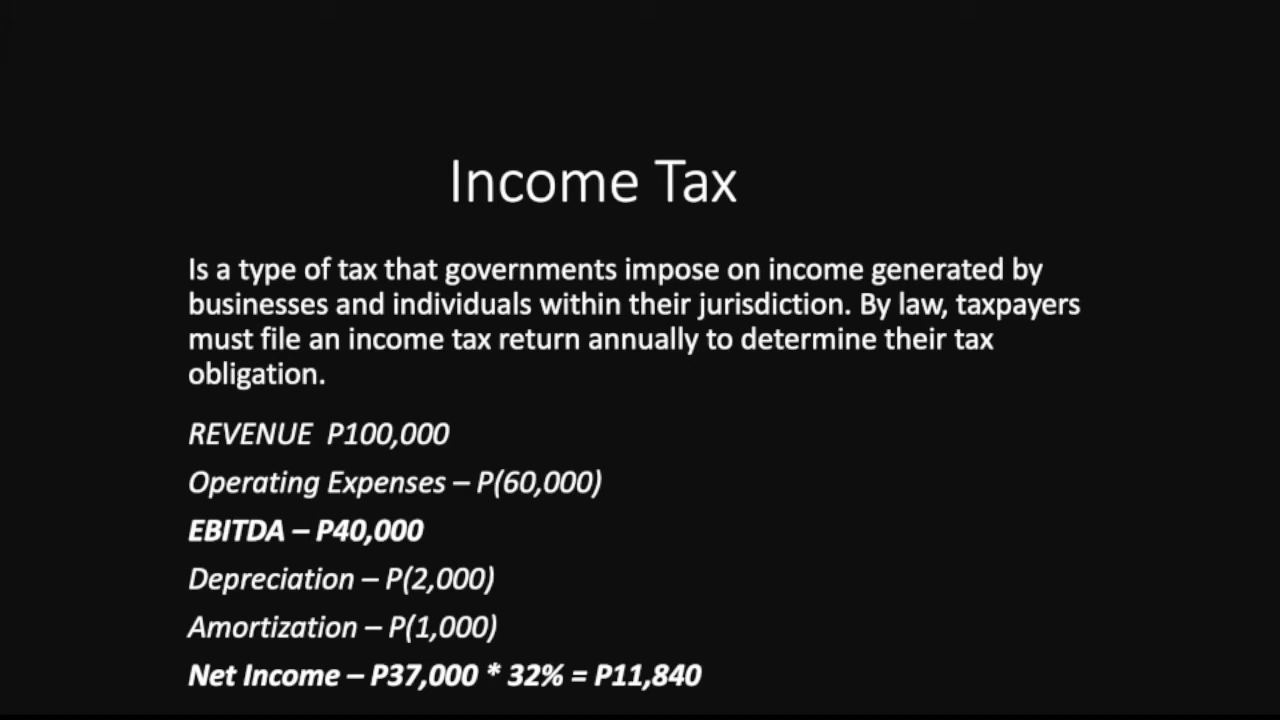 Income Tax
Is a type of tax that governments impose on income generated by
businesses and individuals within their jurisdiction. By law, taxpayers
must file an income tax return annually to determine their tax
obligation.
REVENUE P100,000
Operating Expenses – P(60,000)
EBITDA – P40,000
Depreciation – P(2,000)
Amortization – P(1,000)
Net Income – P37,000 * 32% = P11,840